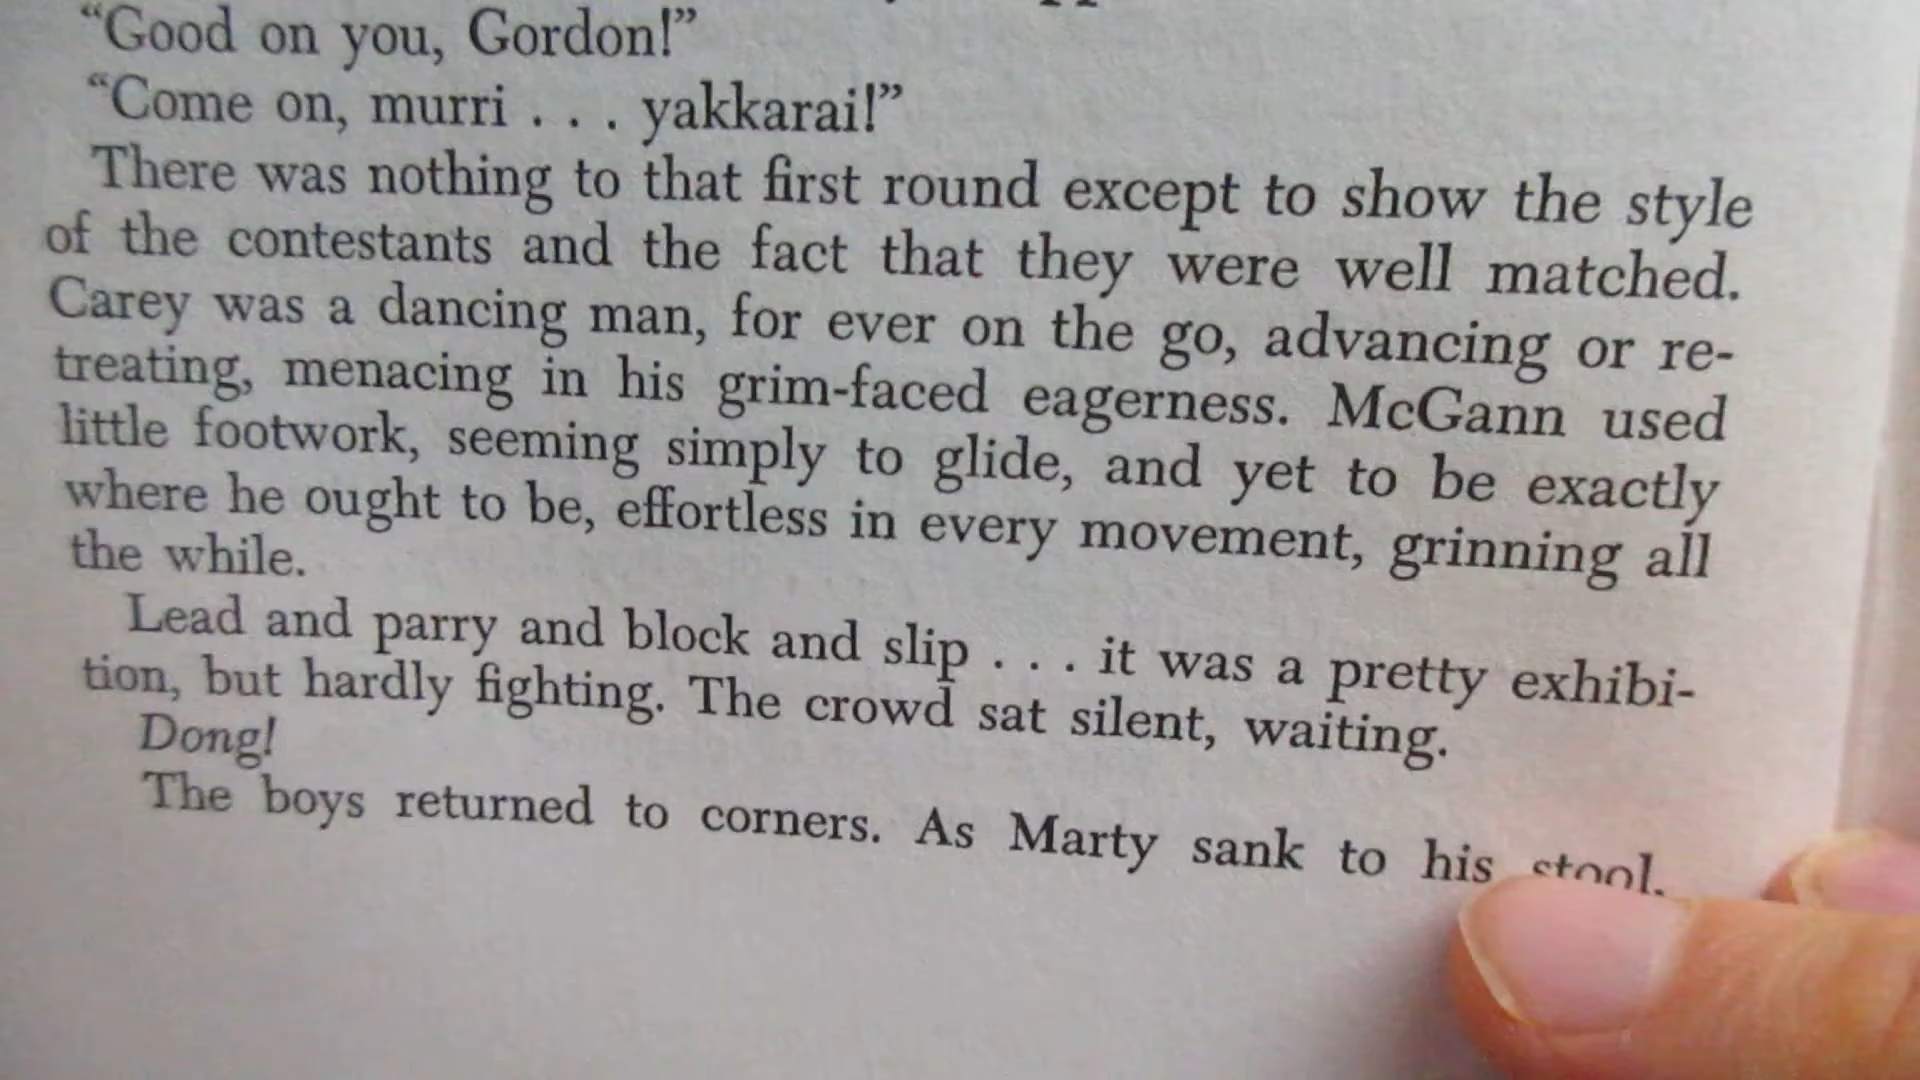 “Good on you, Gordon!”
“Come on, murri . . . yakkarai!”
There was nothing to that first round except to show the style
of the contestants and the fact that they were well matched.
Carey was a dancing man, for ever on the go, advancing or re-
treating, menacing in his grim-faced eagerness. McGann used
little footwork, seeming simply to glide, and yet to be exactly
where he ought to be, effortless in every movement, grinning all
the while.
Lead and parry and block and slip . . . it was a pretty exhibi-
tion, but hardly fighting. The crowd sat silent, waiting.
Dong!
The boys returned to corners. As Marty sank to his stool,